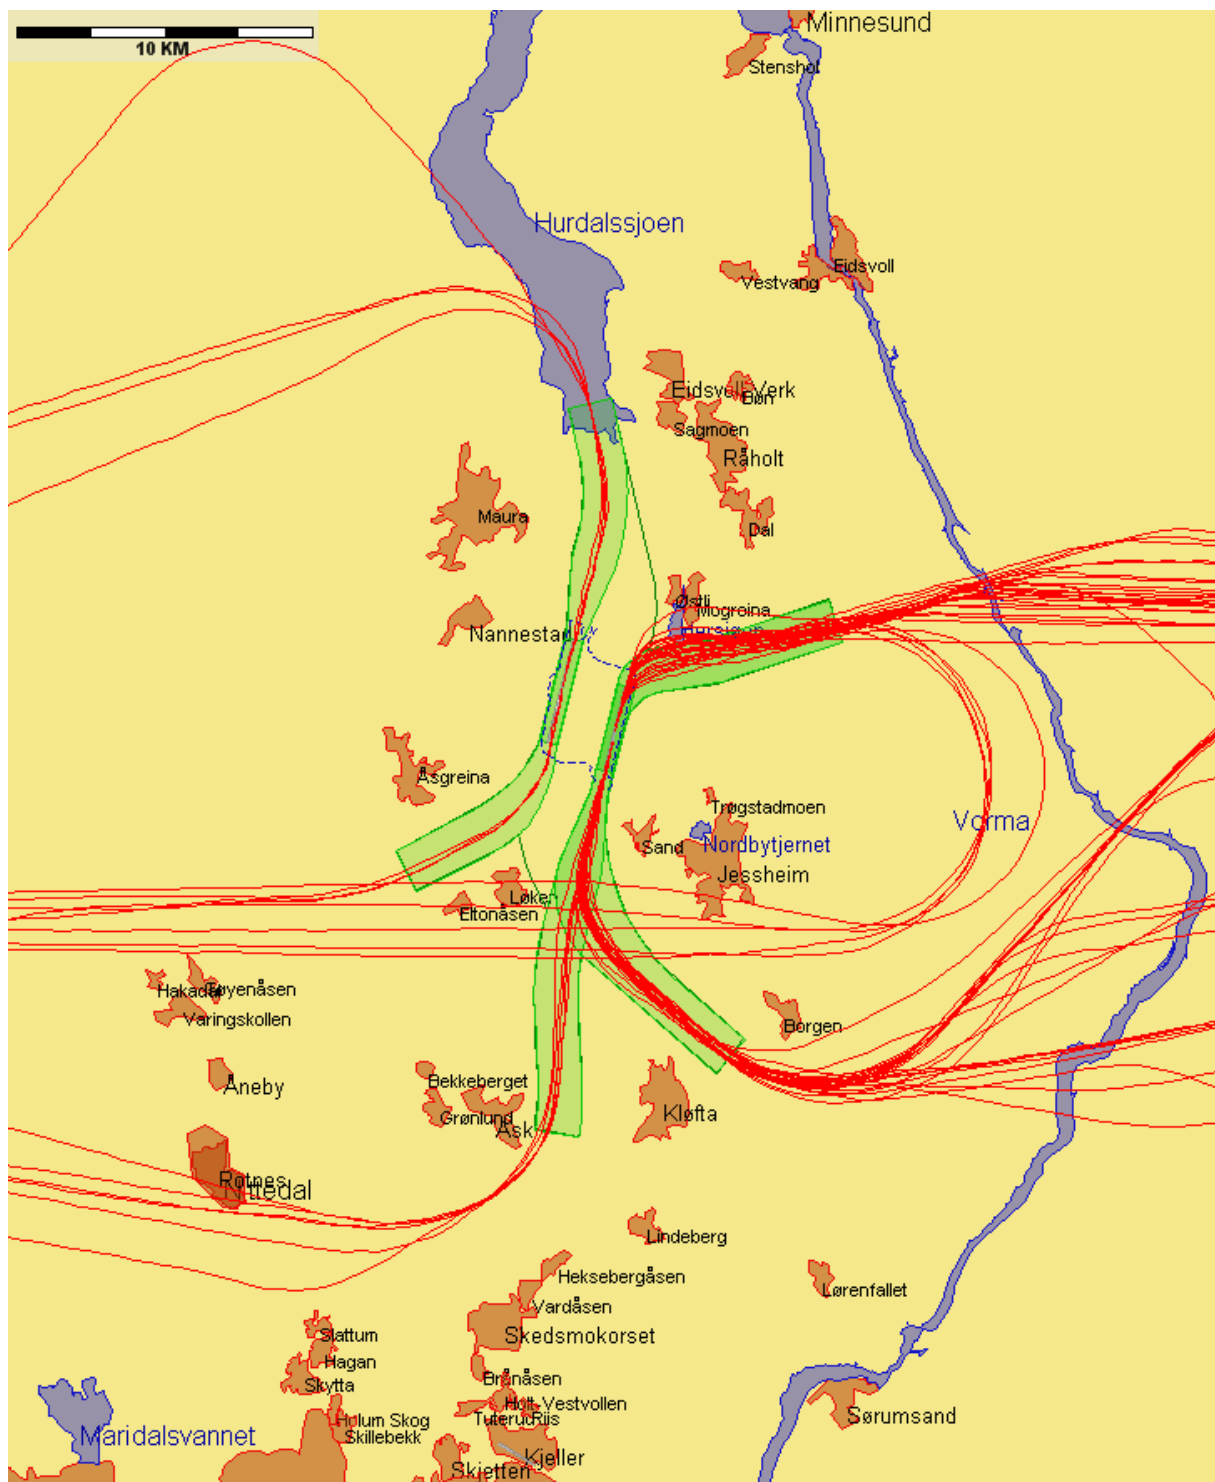 Minnesund
10 KM
Stenshol
Hurdalssjoen
Eidsvoll
Vestvang
Eidsvoll Verk
Bøn
Sagmoen
Råholt
Maura
Dal
Østli
Mogreina
Nannestad
Åsgreina
Trøgstadmoen
Vorma
Sand
Nordbytjernet
Jessheim
Løken
Eltonåsen
Hakadal
Tøyenåsen
Varingskollen
Borgen
Bekkeberget
Åneby
Grønlund
Ask
Kløfta
Rotnes
Nittedal
Lindeberg
Heksebergåsen
Lørenfallet
Vardåsen
Slattum
Skedsmokorset
Hagan
Brånåsen
Skytta
Holt-Vestvollen
Hulum Skog
Tuterud
Riis
Sørumsand
Maridalsvannet
Skillebekk
Kjeller
Skjetten